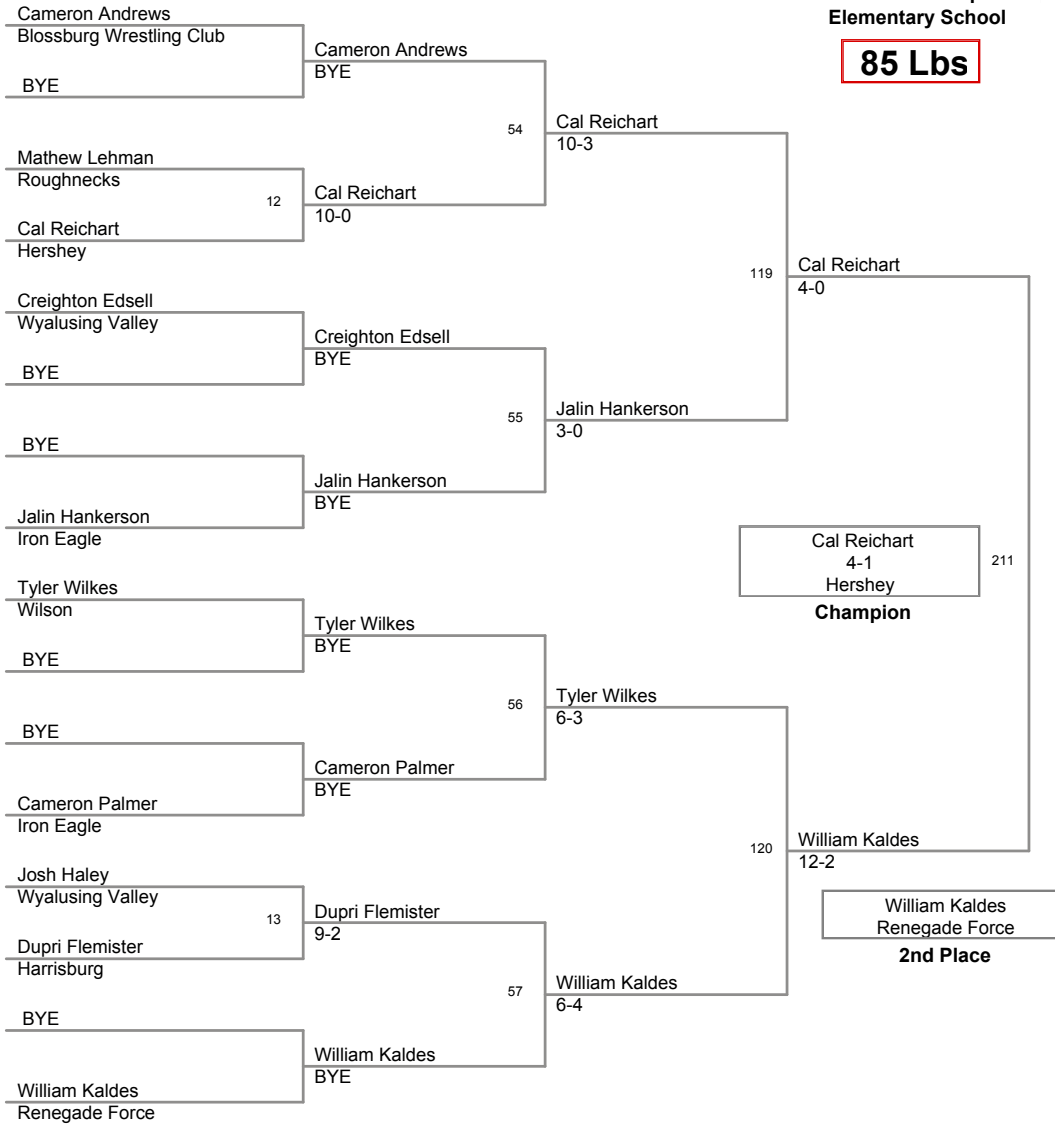 Elementary School
85 Lbs
Cameron Andrews
Blossburg Wrestling Club
BYE
Mathew Lehman
Roughnecks
12
Cal Reichart
Hershey
Creighton Edsell
Wyalusing Valley
BYE
BYE
Jalin Hankerson
Iron Eagle
Tyler Wilkes
Wilson
BYE
BYE
Cameron Palmer
Iron Eagle
Josh Haley
Wyalusing Valley
13
Dupri Flemister
Harrisburg
BYE
William Kaldes
Renegade Force
Cameron Andrews
BYE
54
Cal Reichart
10-0
Creighton Edsell
BYE
55
Jalin Hankerson
BYE
Tyler Wilkes
BYE
56
Cameron Palmer
BYE
Dupri Flemister
9-2
57
William Kaldes
BYE
Cal Reichart
10-3
119
Jalin Hankerson
3-0
Tyler Wilkes
6-3
120
William Kaldes
6-4
Cal Reichart
4-0
211
William Kaldes
12-2
Cal Reichart
4-1
Hershey
Champion
William Kaldes
Renegade Force
2nd Place